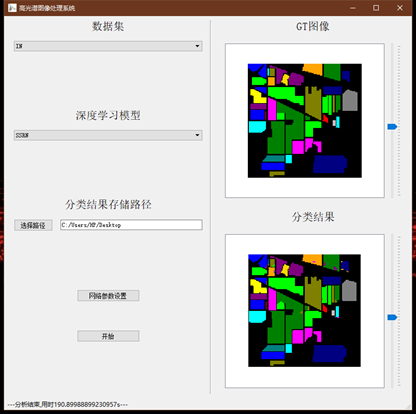 高光谱图像处理系统
数据集
IN
深度学习模型
SSRN
分类结果存储路径
选择路径
C:/Users/HP/Desktop
网络参数设置
开始
GT图像
分类结果
---分析结束,用时190.89988899230957s---